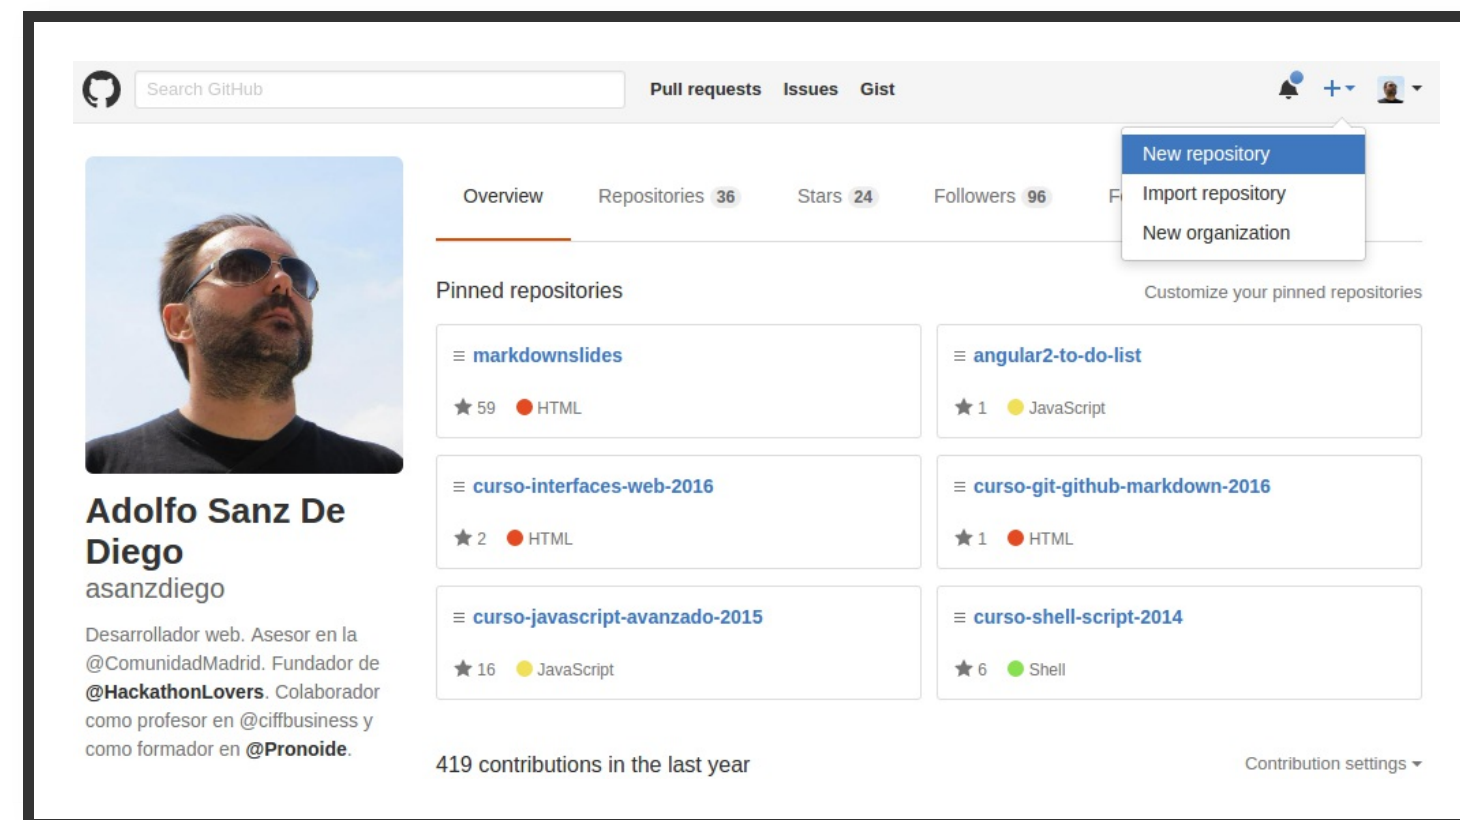 Search GitHub
Pull requests Issues Gist
New repository
Import repository
New organization
Overview Repositories 36 Stars 24 Followers 96
Pinned repositories
Customize your pinned repositories
markdownslides
59 HTML
angular2-to-do-list
1 JavaScript
curso-interfaces-web-2016
2 HTML
curso-git-github-markdown-2016
1 HTML
curso-javascript-avanzado-2015
16 JavaScript
curso-shell-script-2014
6 Shell
Adolfo Sanz De
Diego
asanzdiego
Desarrollador web. Asesor en la
@ComunidadMadrid. Fundador de
@HackathonLovers. Colaborador
como profesor en @ciffbusiness y
como formador en @Pronoide.
419 contributions in the last year
Contribution settings